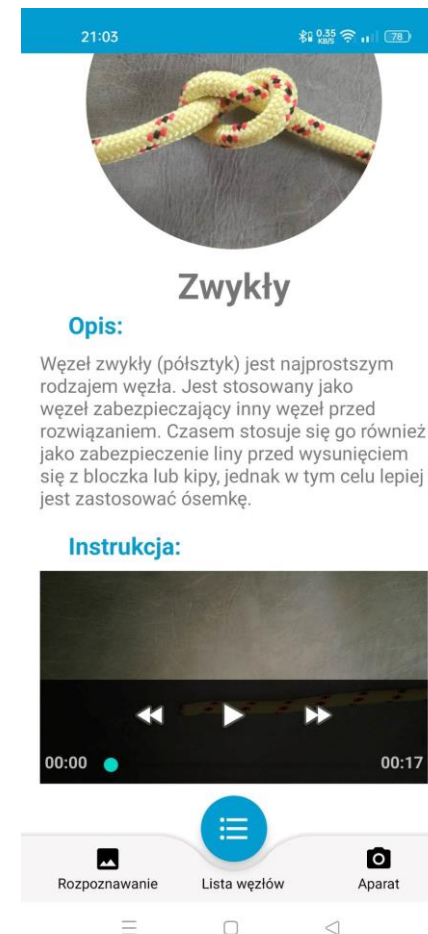 21:03
0.35
KB/S
78
Zwykły
Opis:
Węzeł zwykły (półsztyk) jest najprostszym
rodzajem węzła. Jest stosowany jako
węzeł zabezpieczający inny węzeł przed
rozwiązaniem. Czasem stosuje się go również
jako zabezpieczenie liny przed wysunięciem
się z bloczka lub kipy, jednak w tym celu lepiej
jest zastosować ósemkę.
Instrukcja:
00:00 00:17
Rozpoznawanie Lista węzłów Aparat